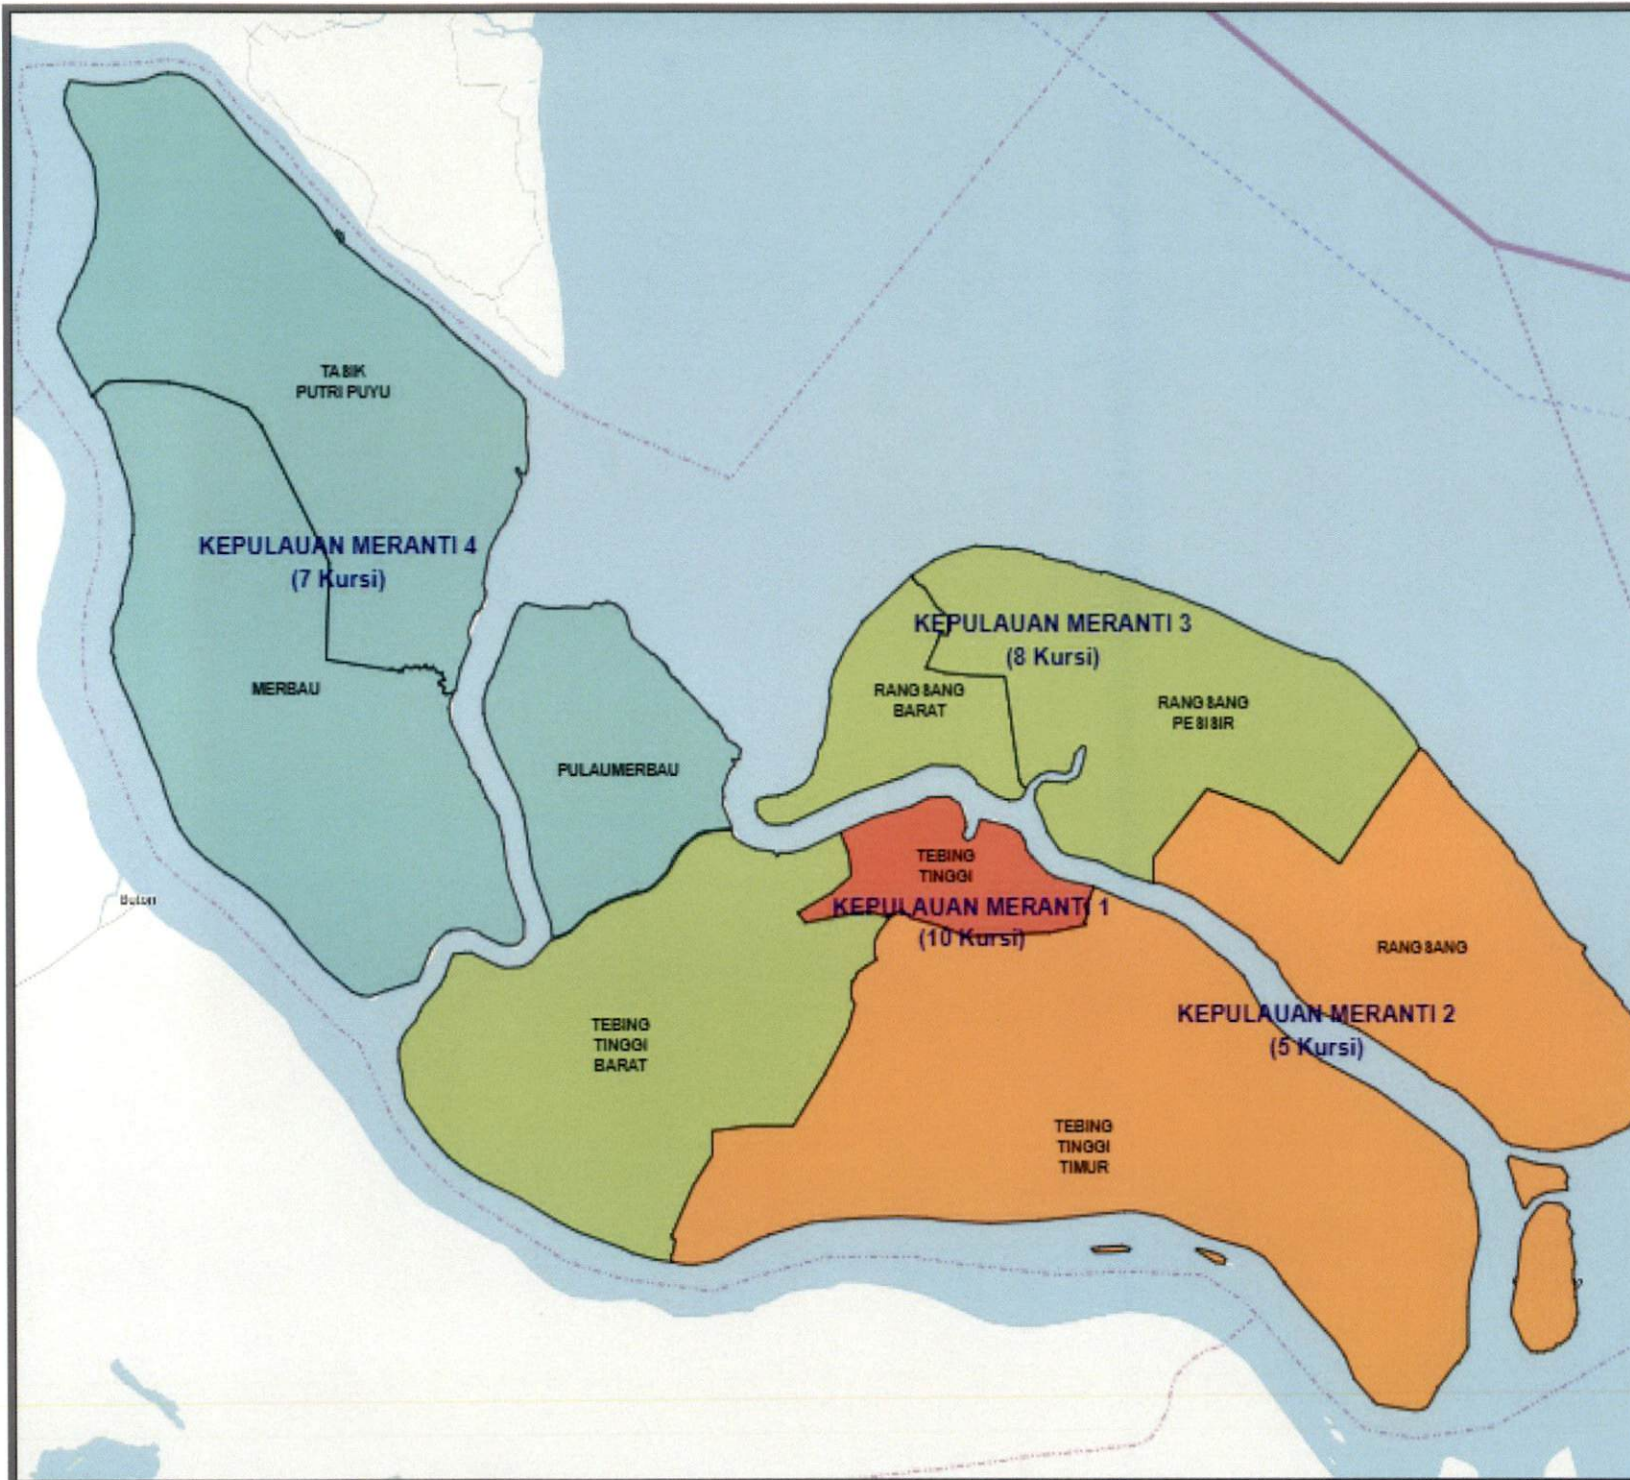 TASIK
PUTRI PUYU
KEPULAUAN MERANTI 4
(7 Kursi)
MERBAU
PULAUMERBAU
KEPULAUAN MERANTI 3
(8 Kursi)
RANGSANG
BARAT
RANGSANG
PESISIR
TEBING
TINGGI
KEPULAUAN MERANTI 1
(10 Kursi)
Buton
RANGSANG
KEPULAUAN MERANTI 2
(5 Kursi)
TEBING
TINGGI
BARAT
TEBING
TINGGI
TIMUR